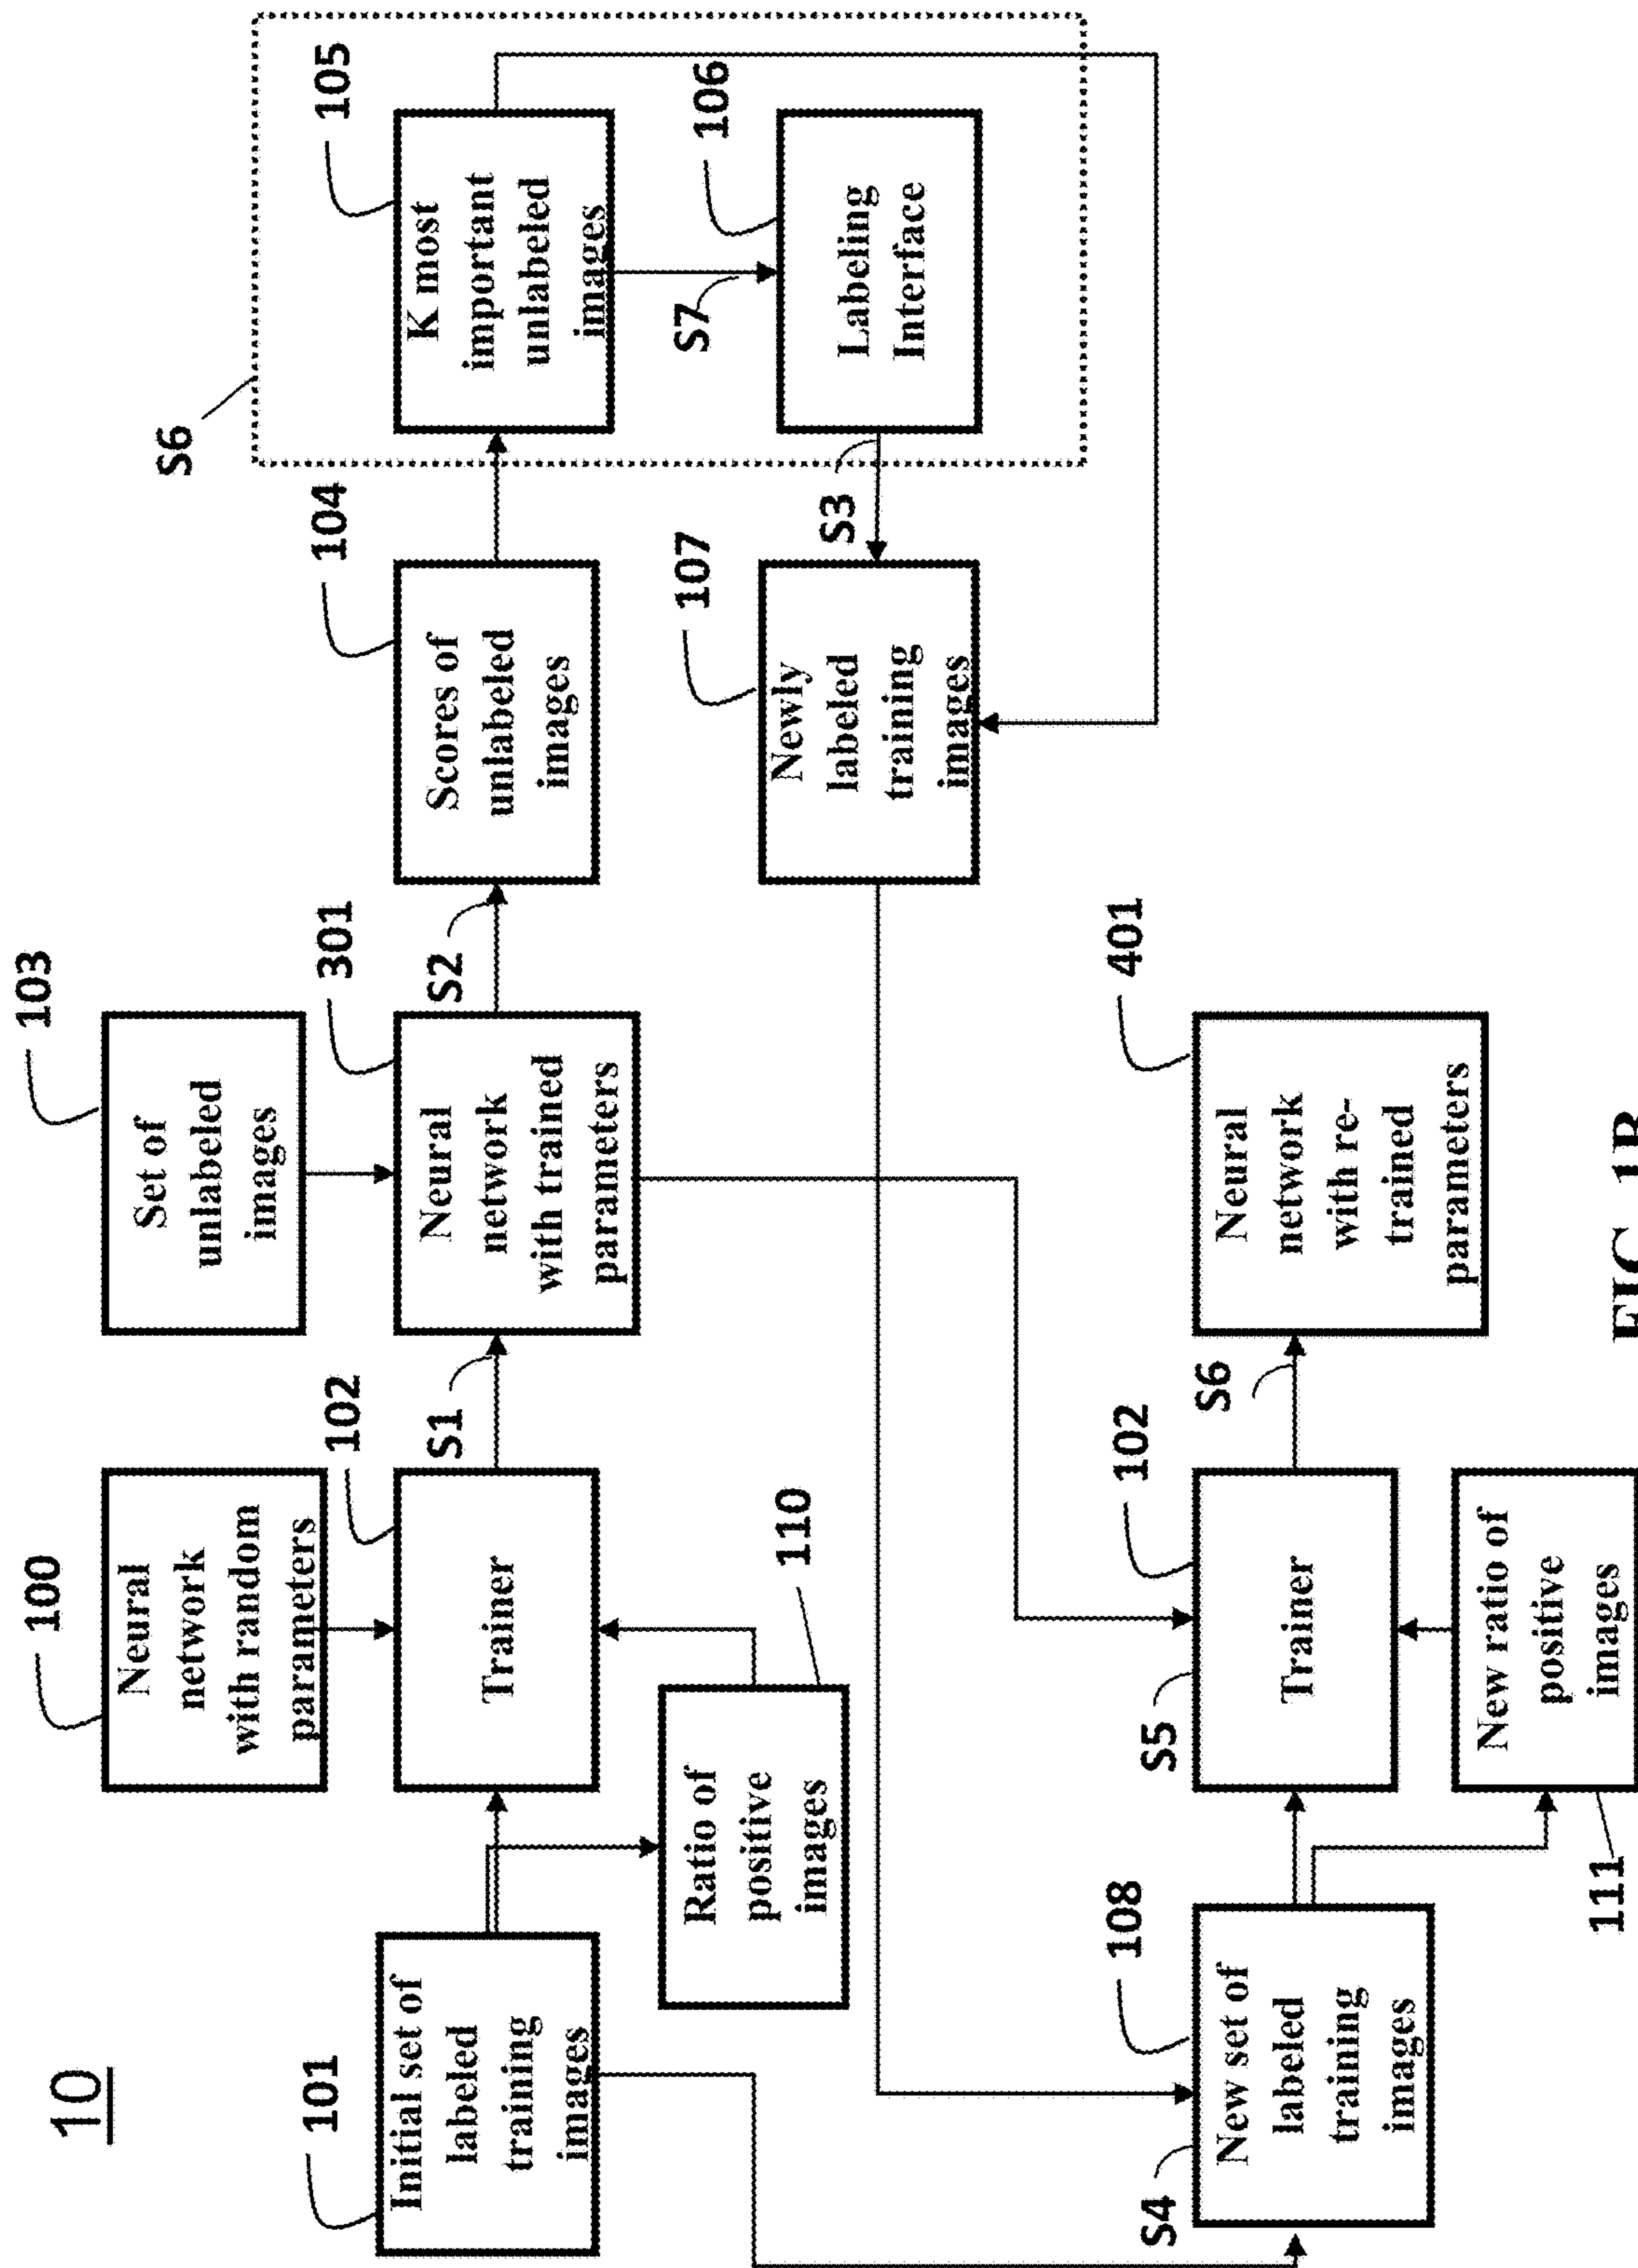 10
100
Neural
network
with random
parameters
103
Set of
unlabeled
images
S6
101
Initial set of
labeled
training
images
102
Trainer
S1
301
Neural
network
with trained
parameters
S2
104
Scores of
unlabeled
images
105
K most
important
unlabeled
images
110
Ratio of
positive
images
107
Newly
labeled
training
images
S7
S3
106
Labeling
Interface
S4
108
New set of
labeled
training
images
S5
102
Trainer
S6
401
Neural
network
with re-
trained
parameters
111
New ratio of
positive
images
FIG. 1B